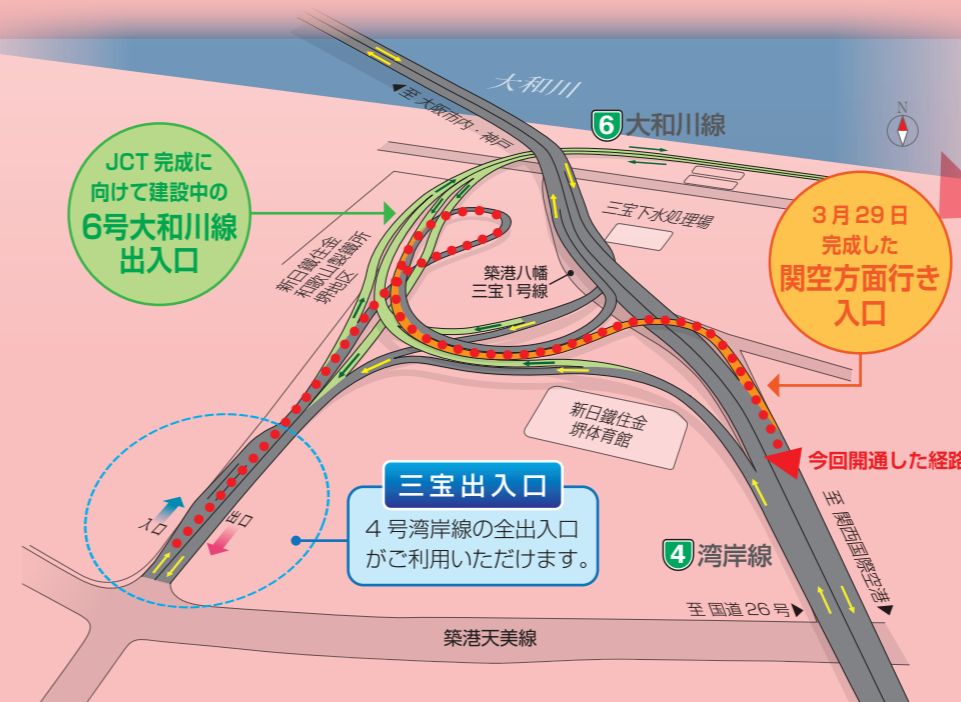 大和川
◀至 大阪市内・神戸
6 大和川線
N
JCT 完成に
向けて建設中の
6号大和川線
出入口
三宝下水処理場
3月29日
完成した
関空方面行き
入口
新日鐵住金
和歌山製鐵所
堺地区
築港八幡
三宝1号線
新日鐵住金
堺体育館
今回開通した経路
三宝出入口
4号湾岸線の全出入口
がご利用いただけます。
入口
出口
4 湾岸線
至 関西国際空港▶
至 国道26号▶
築港天美線